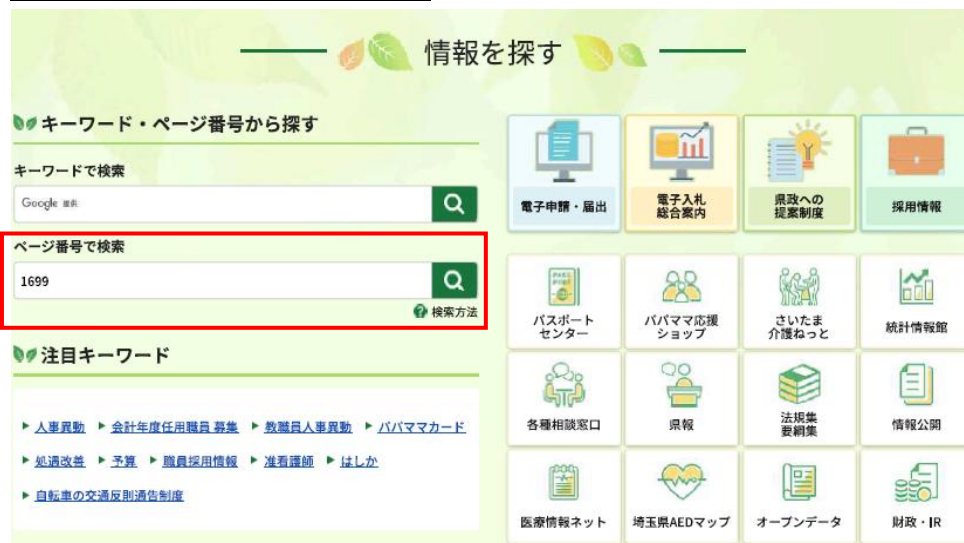 情報を探す
キーワード・ページ番号から探す
キーワードで検索
Google 提供
ページ番号で検索
1699
検索方法
注目キーワード
人事異動 会計年度任用職員 募集 教職員人事異動 パパママカード
処遇改善 予算 職員採用情報 准看護師 はしか
自転車の交通反則通告制度
電子申請・届出
電子入札
総合案内
県政への
提案制度
採用情報
パスポート
センター
パパママ応援
ショップ
さいたま
介護ねっと
統計情報館
各種相談窓口
県報
法規集
要綱集
情報公開
医療情報ネット
埼玉県AEDマップ
オープンデータ
財政・IR